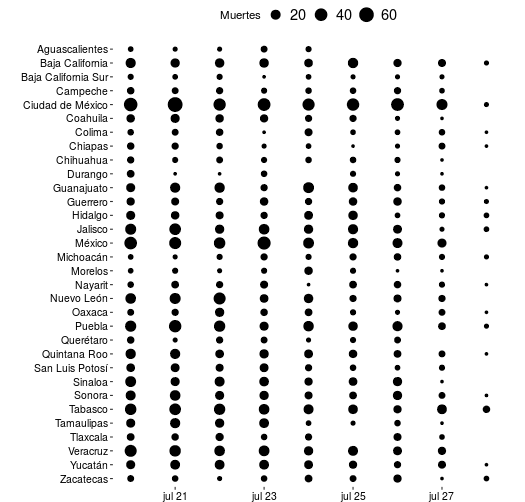 Muertes 20 40 60
Aguascalientes
Baja California
Baja California Sur
Campeche
Ciudad de México
Coahuila
Colima
Chiapas
Chihuahua
Durango
Guanajuato
Guerrero
Hidalgo
Jalisco
México
Michoacán
Morelos
Nayarit
Nuevo León
Oaxaca
Puebla
Querétaro
Quintana Roo
San Luis Potosí
Sinaloa
Sonora
Tabasco
Tamaulipas
Tlaxcala
Veracruz
Yucatán
Zacatecas
jul 21 jul 23 jul 25 jul 27